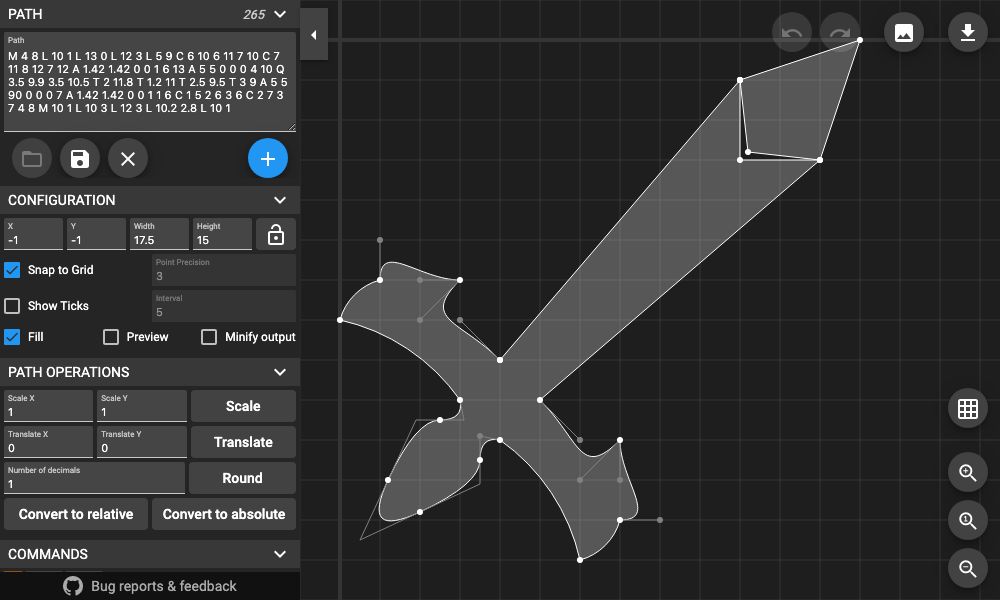 PATH 265
Path
M 4 8 L 10 1 L 13 0 L 12 3 L 5 9 C 6 10 6 11 7 10 C 7
11 8 12 7 12 A 1.42 1.42 0 0 1 6 13 A 5 5 0 0 0 4 10 Q
3.5 9.9 3.5 10.5 T 2 11.8 T 1.2 11 T 2.5 9.5 T 3 9 A 5 5
90 0 0 0 7 A 1.42 1.42 0 0 1 1 6 C 1 5 2 6 3 6 C 2 7 3
7 4 8 M 10 1 L 10 3 L 12 3 L 10.2 2.8 L 10 1
CONFIGURATION
X Y Width Height
-1 -1 17.5 15
Snap to Grid
Point Precision
3
Show Ticks
Interval
5
Fill Preview Minify output
PATH OPERATIONS
Scale X Scale Y
1 1 Scale
Translate X Translate Y
0 0 Translate
Number of decimals
1 Round
Convert to relative Convert to absolute
COMMANDS
Bug reports & feedback